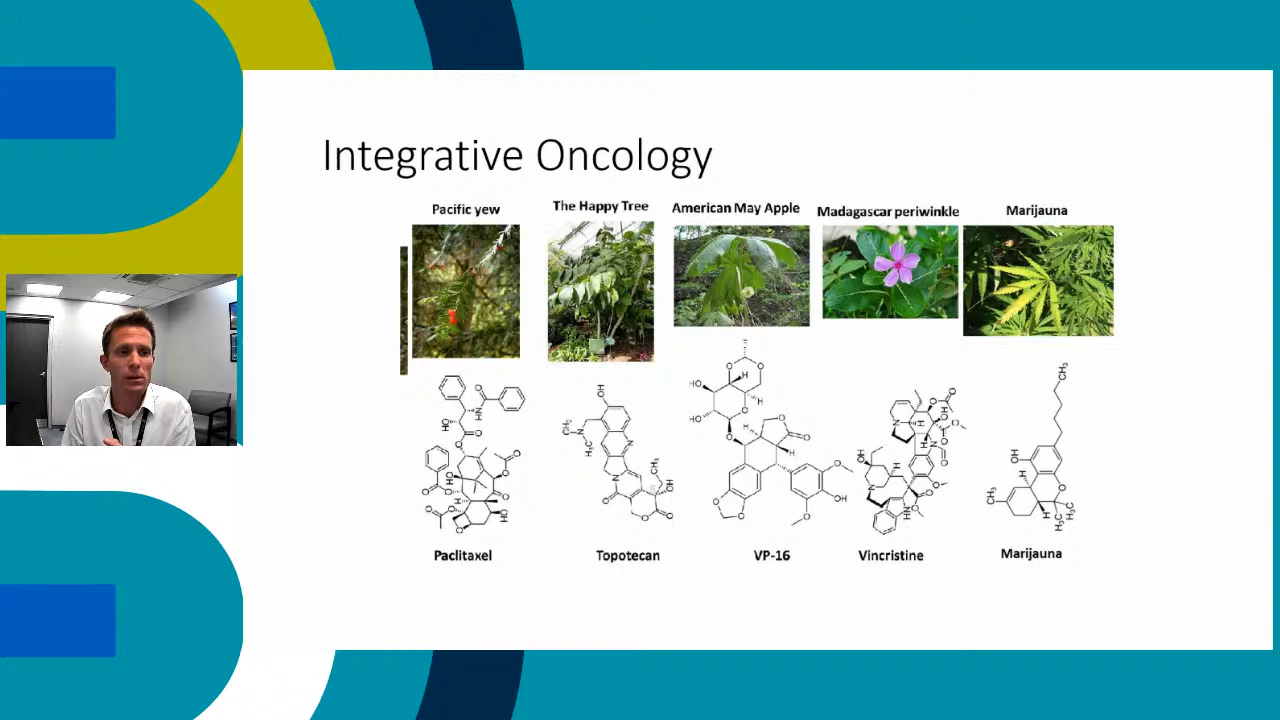 Integrative Oncology
Pacific yew
The Happy Tree
American May Apple
Madagascar periwinkle
Marijauna
Paclitaxel
Topotecan
VP-16
Vincristine
Marijauna